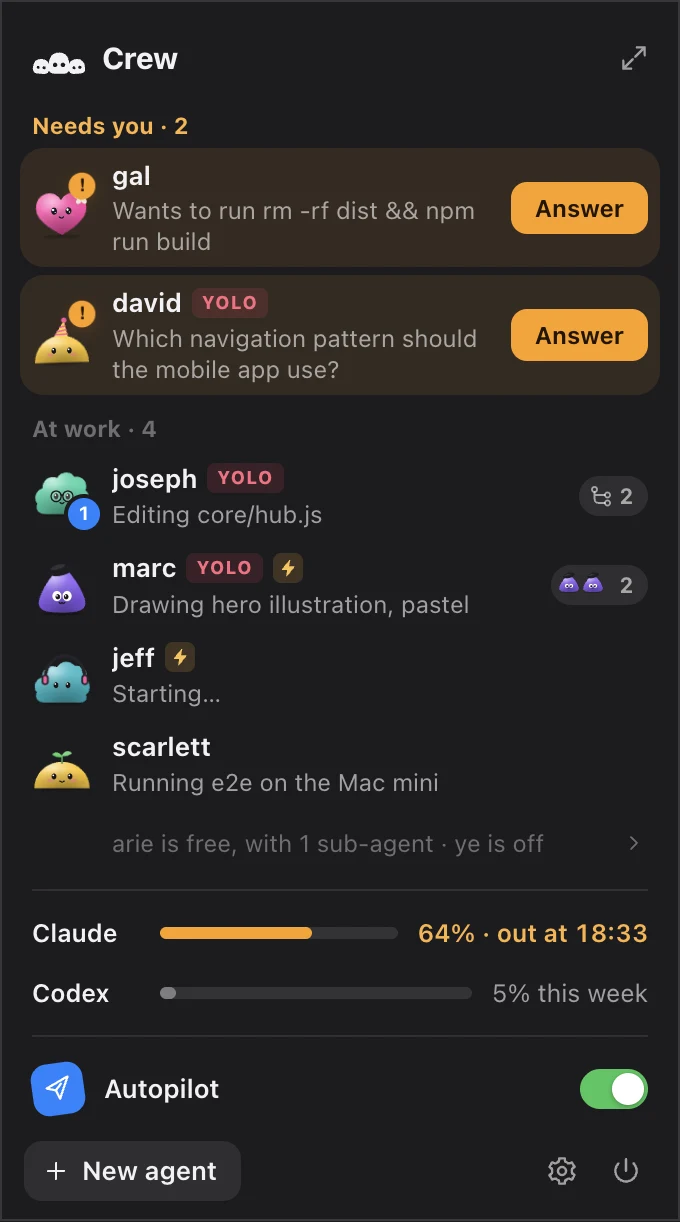 Crew
Needs you · 2
!
gal
Wants to run rm -rf dist && npm
run build
Answer
!
david YOLO
Which navigation pattern should
the mobile app use?
Answer
At work · 4
joseph YOLO
1
Editing core/hub.js
2
marc YOLO
Drawing hero illustration, pastel
2
jeff
Starting...
scarlett
Running e2e on the Mac mini
arie is free, with 1 sub-agent · ye is off
Claude
64% · out at 18:33
Codex
5% this week
Autopilot
+ New agent